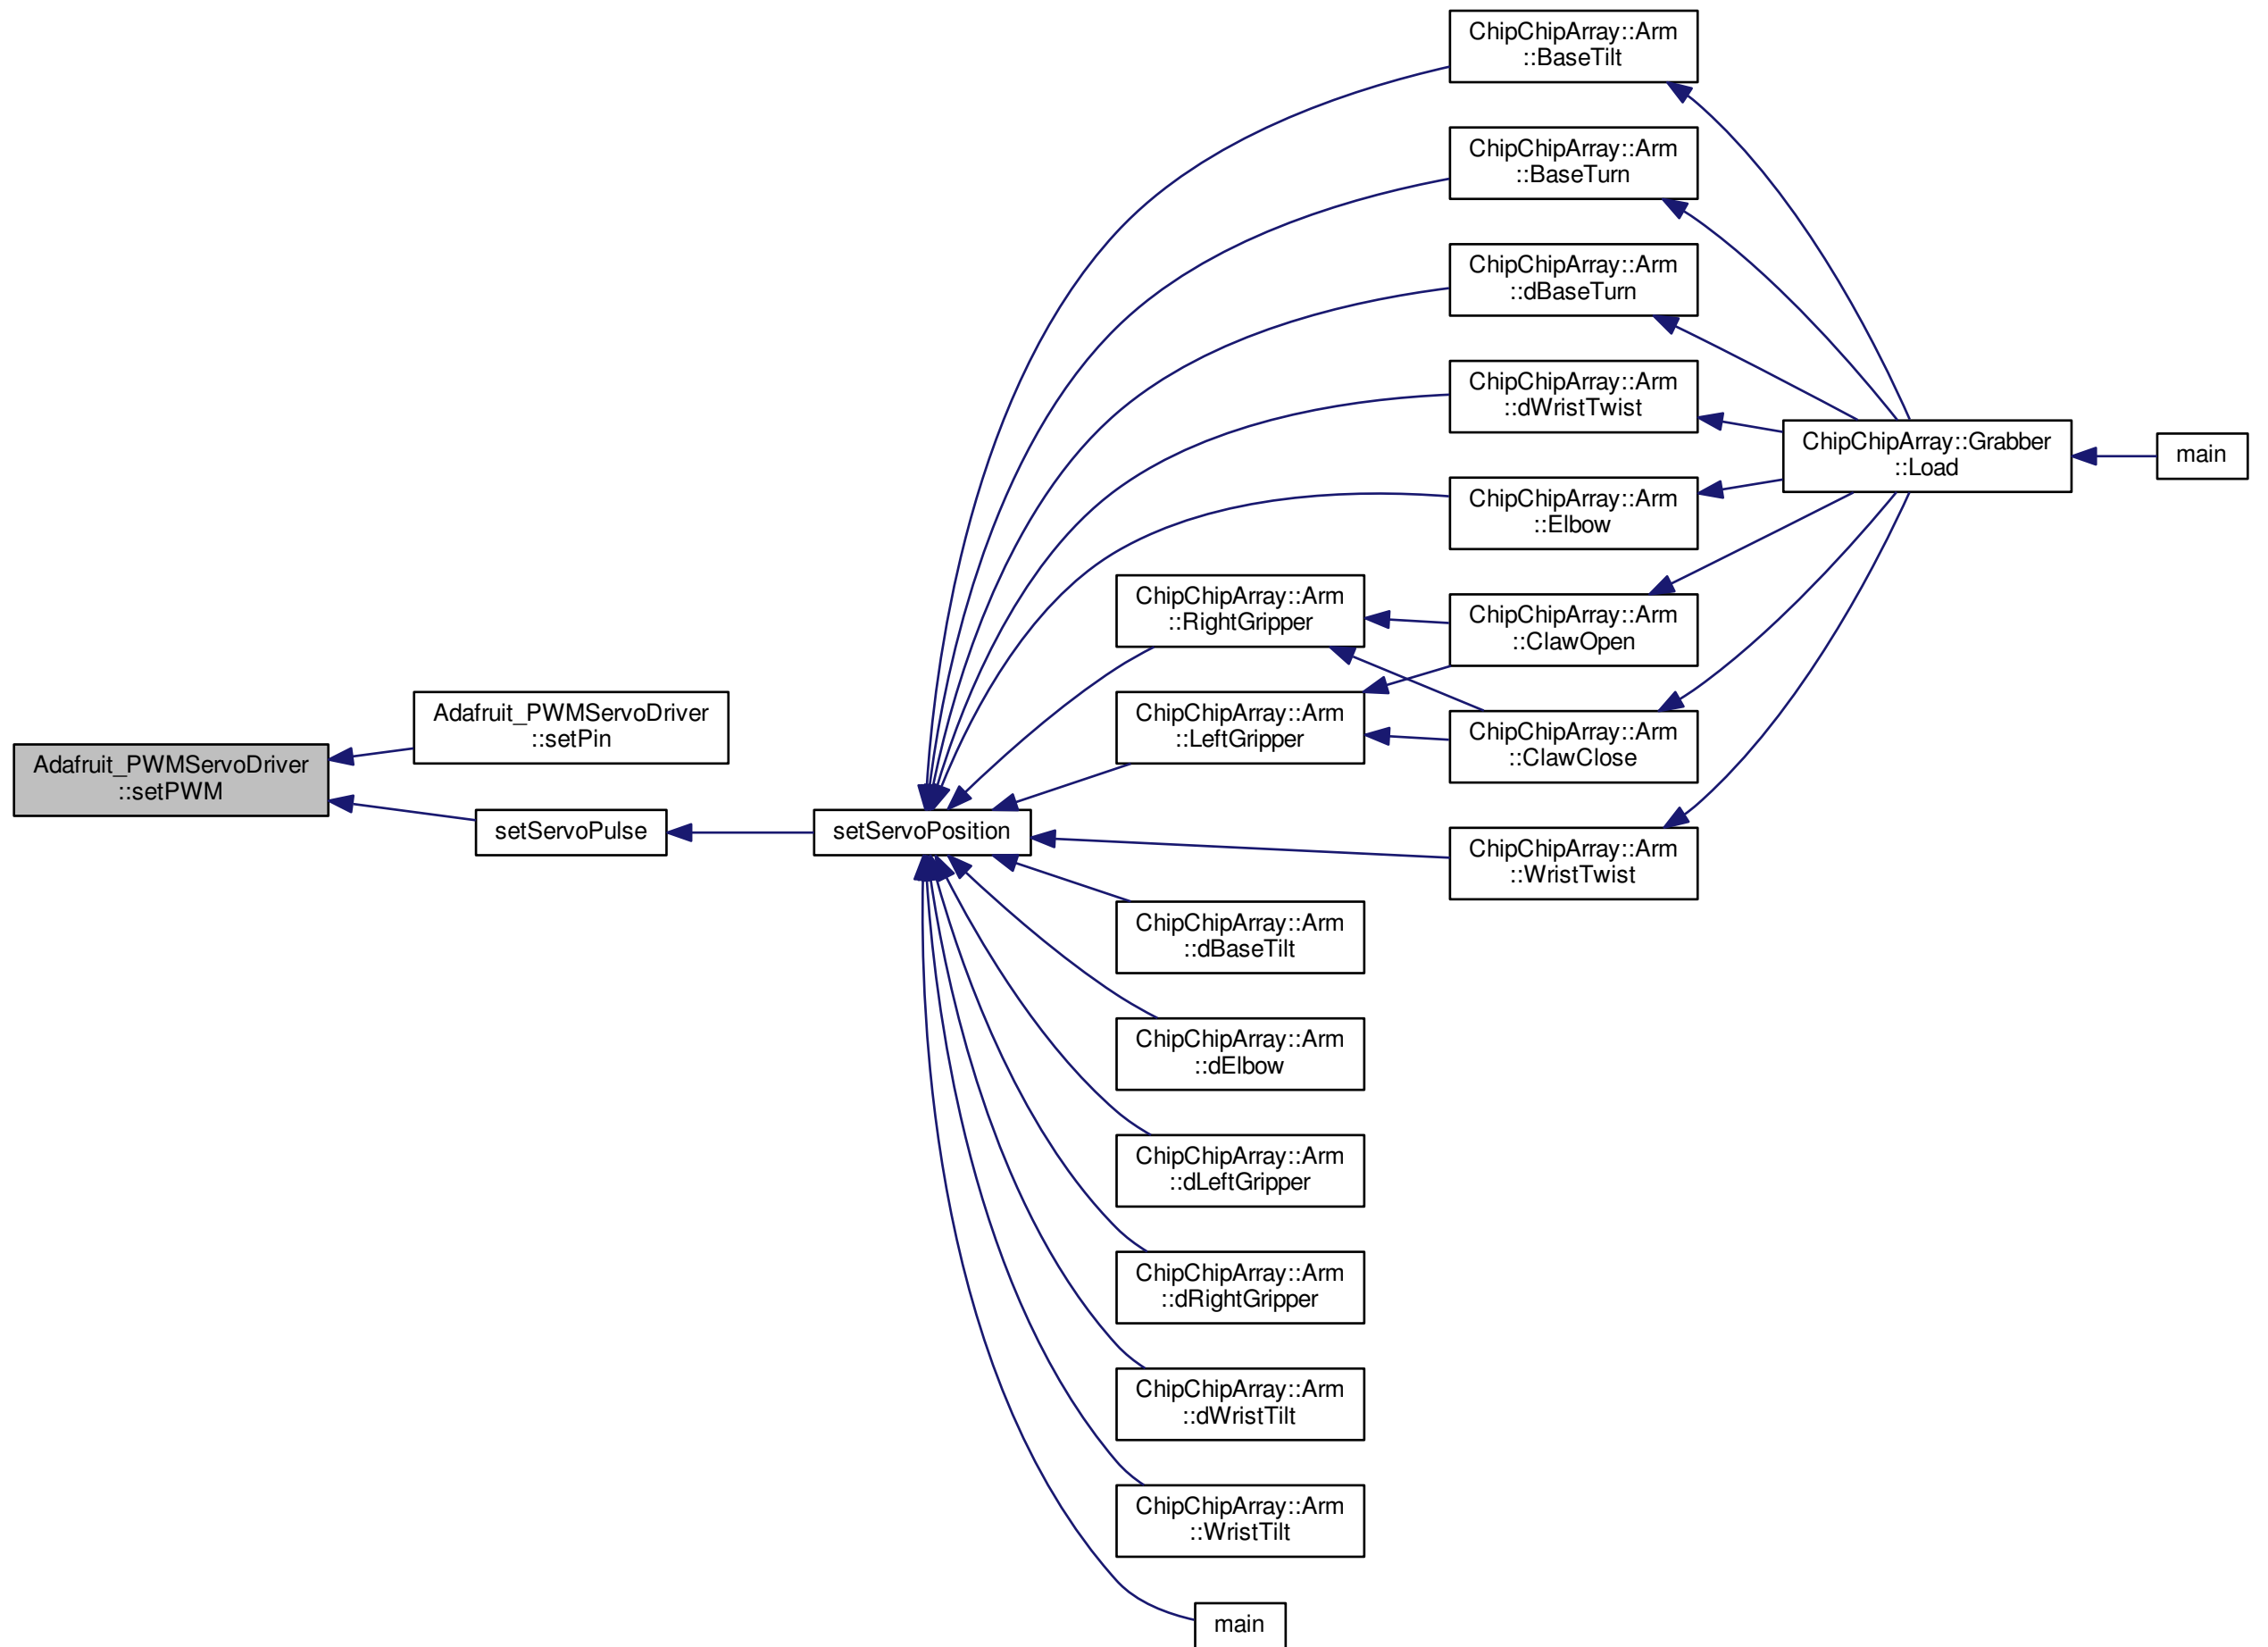 ChipChipArray::Arm
::BaseTilt
ChipChipArray::Arm
::BaseTurn
ChipChipArray::Arm
::dBaseTurn
ChipChipArray::Arm
::dWristTwist
ChipChipArray::Grabber
::Load
main
ChipChipArray::Arm
::Elbow
ChipChipArray::Arm
::RightGripper
ChipChipArray::Arm
::ClawOpen
Adafruit_PWMServoDriver
::setPin
ChipChipArray::Arm
::LeftGripper
ChipChipArray::Arm
::ClawClose
Adafruit_PWMServoDriver
::setPWM
setServoPulse
setServoPosition
ChipChipArray::Arm
::WristTwist
ChipChipArray::Arm
::dBaseTilt
ChipChipArray::Arm
::dElbow
ChipChipArray::Arm
::dLeftGripper
ChipChipArray::Arm
::dRightGripper
ChipChipArray::Arm
::dWristTilt
ChipChipArray::Arm
::WristTilt
main